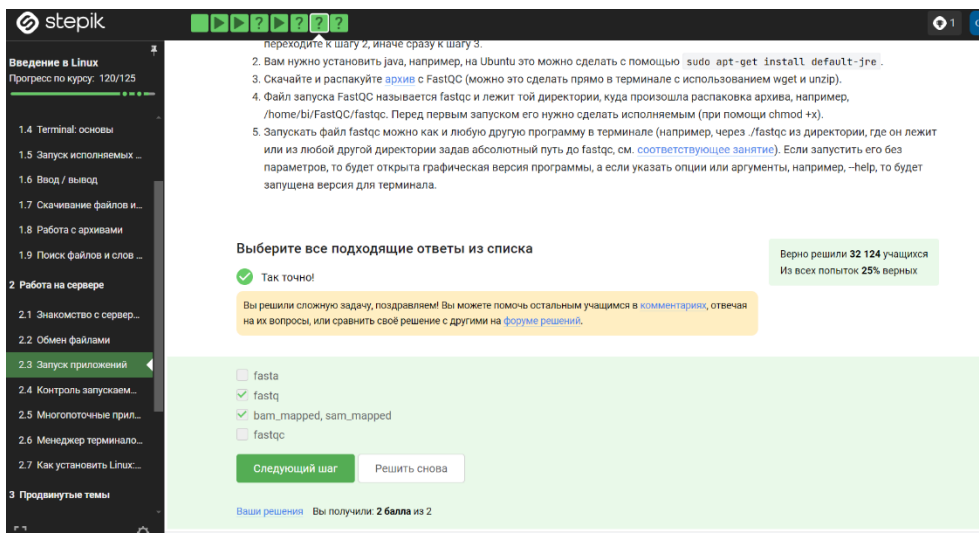 stepik
1
Введение в Linux
Прогресс по курсу: 120/125
1.4 Terminal: основы
1.5 Запуск исполняемых ...
1.6 Ввод / вывод
1.7 Скачивание файлов и...
1.8 Работа с архивами
1.9 Поиск файлов и слов ...
2 Работа на сервере
2.1 Знакомство с сервер...
2.2 Обмен файлами
2.3 Запуск приложений
2.4 Контроль запускаем...
2.5 Многопоточные прил...
2.6 Менеджер терминало...
2.7 Как установить Linux:...
3 Продвинутые темы
переходите к шагу 2, иначе сразу к шагу 3.
2. Вам нужно установить java, например, на Ubuntu это можно сделать с помощью sudo apt-get install default-jre .
3. Скачайте и распакуйте архив с FastQC (можно это сделать прямо в терминале с использованием wget и unzip).
4. Файл запуска FastQC называется fastqc и лежит той директории, куда произошла распаковка архива, например,
/home/bi/FastQC/fastqc. Перед первым запуском его нужно сделать исполняемым (при помощи chmod +x).
5. Запускать файл fastqc можно как и любую другую программу в терминале (например, через ./fastqc из директории, где он лежит
или из любой другой директории задав абсолютный путь до fastqc, см. соответствующее занятие). Если запустить его без
параметров, то будет открыта графическая версия программы, а если указать опции или аргументы, например, --help, то будет
запущена версия для терминала.
Выберите все подходящие ответы из списка
Так точно!
Вы решили сложную задачу, поздравляем! Вы можете помочь остальным учащимся в комментариях, отвечая
на их вопросы, или сравнить своё решение с другими на форуме решений.
Верно решили 32 124 учащихся
Из всех попыток 25% верных
fasta
fastq
bam_mapped, sam_mapped
fastqc
Следующий шаг
Решить снова
Ваши решения Вы получили: 2 балла из 2